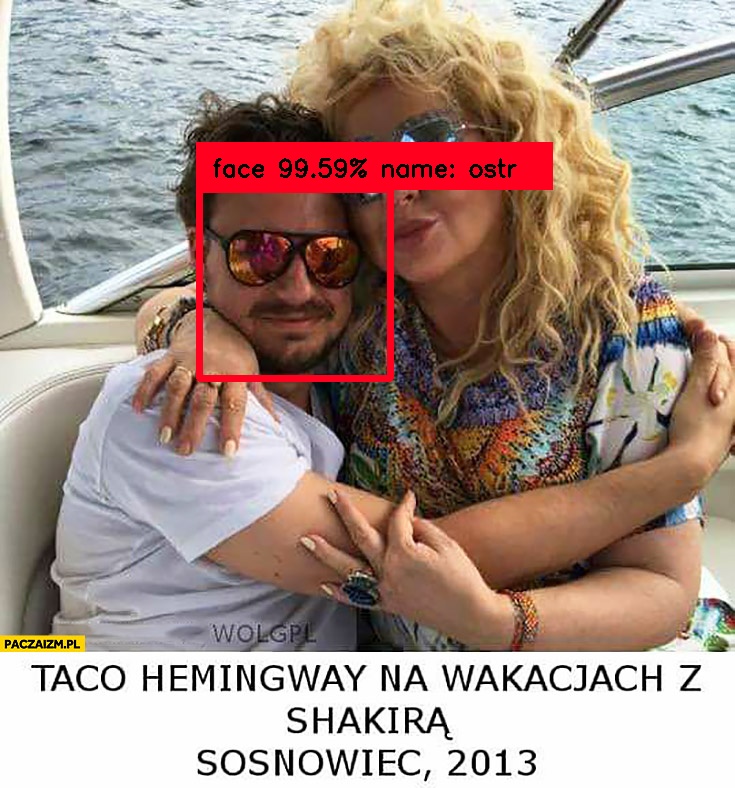 face 99.59% name: ostr
WOLGPL
PACZAIZM.PL
TACO HEMINGWAY NA WAKACJACH Z
SHAKIRĄ
SOSNOWIEC, 2013